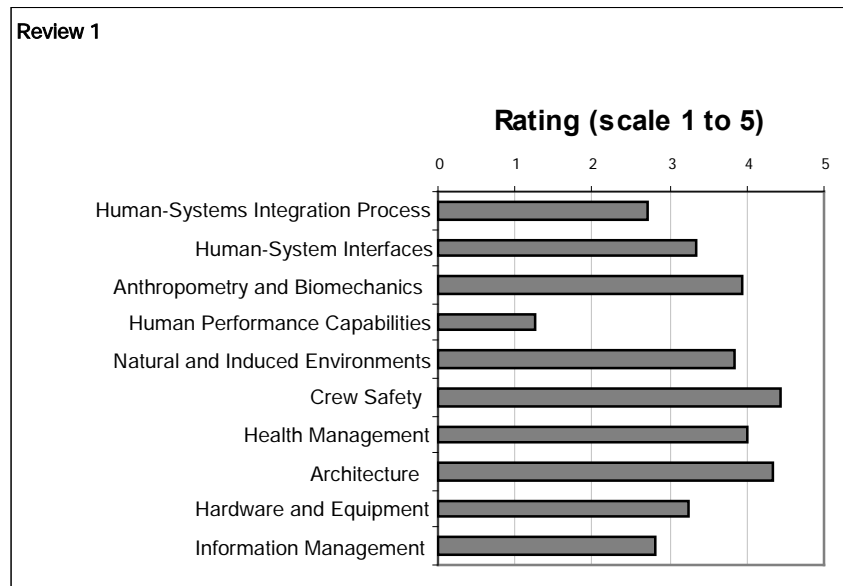 Review 1
Rating (scale 1 to 5)
0 1 2 3 4 5
Human-Systems Integration Process
Human-System Interfaces
Anthropometry and Biomechanics
Human Performance Capabilities
Natural and Induced Environments
Crew Safety
Health Management
Architecture
Hardware and Equipment
Information Management